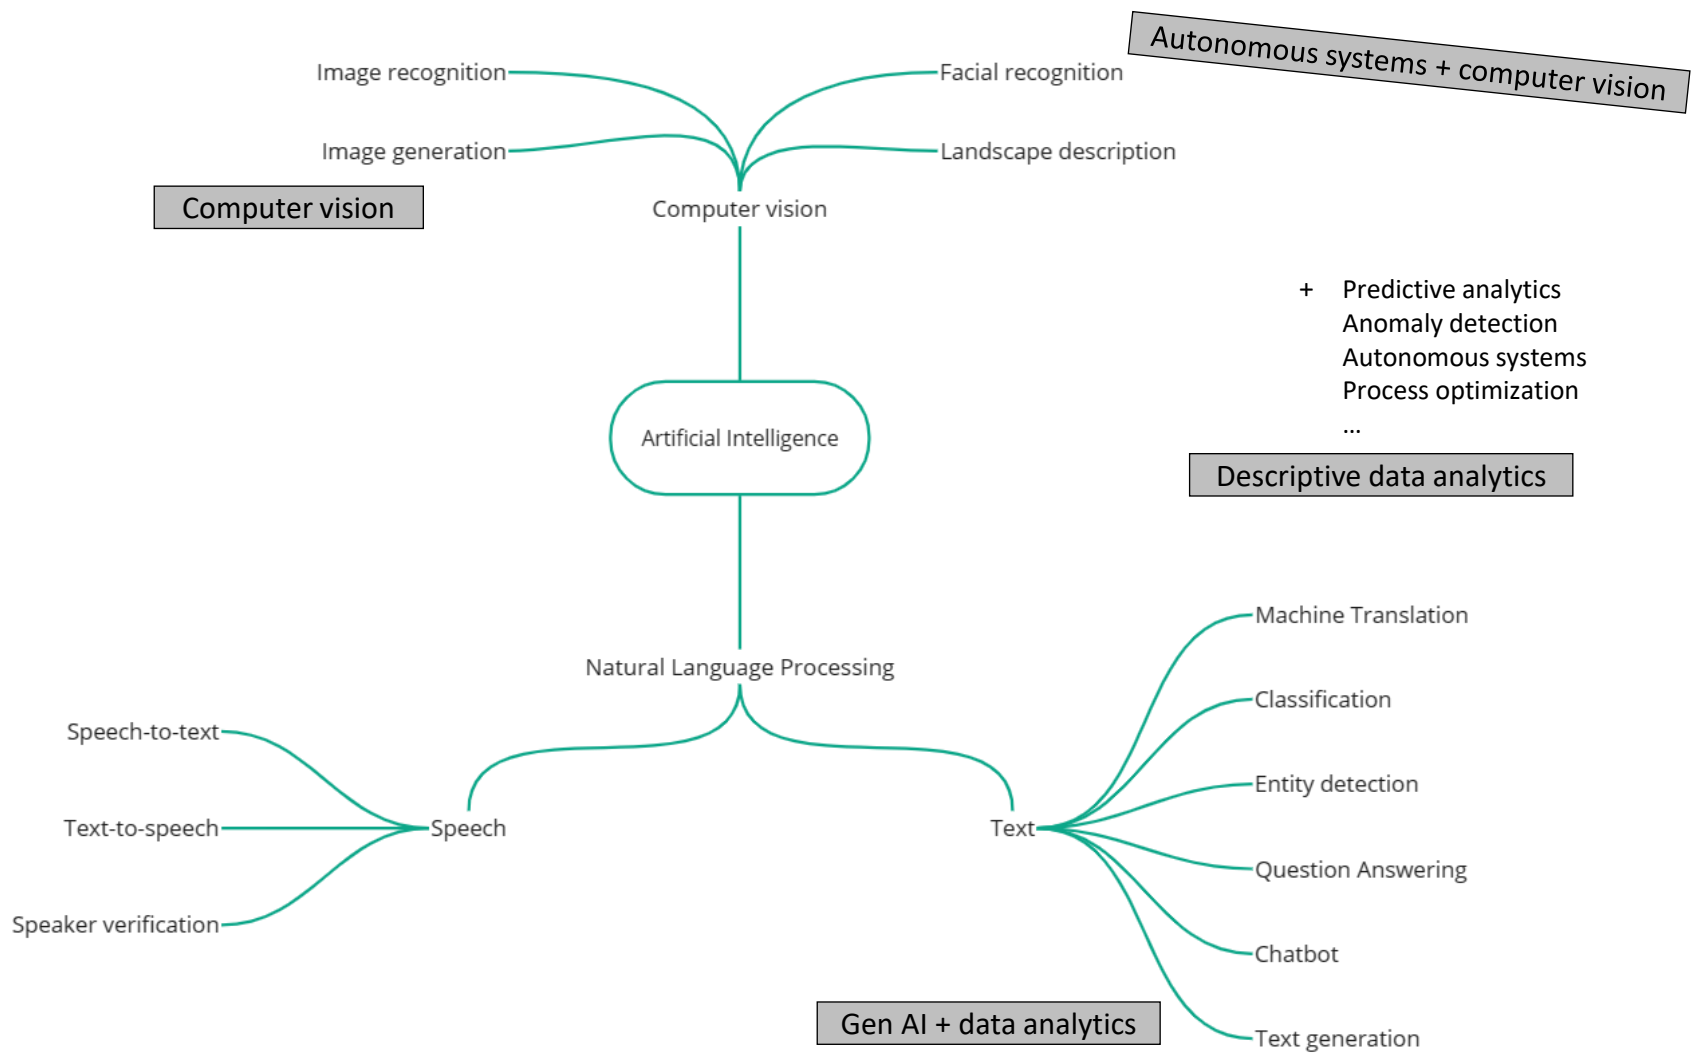 Autonomous systems + computer vision
Image recognition
Facial recognition
Image generation
Landscape description
Computer vision
Computer vision
+ Predictive analytics
Anomaly detection
Autonomous systems
Process optimization
...
Artificial Intelligence
Descriptive data analytics
Natural Language Processing
Speech-to-text
Text-to-speech
Speaker verification
Speech
Text
Machine Translation
Classification
Entity detection
Question Answering
Chatbot
Text generation
Gen AI + data analytics